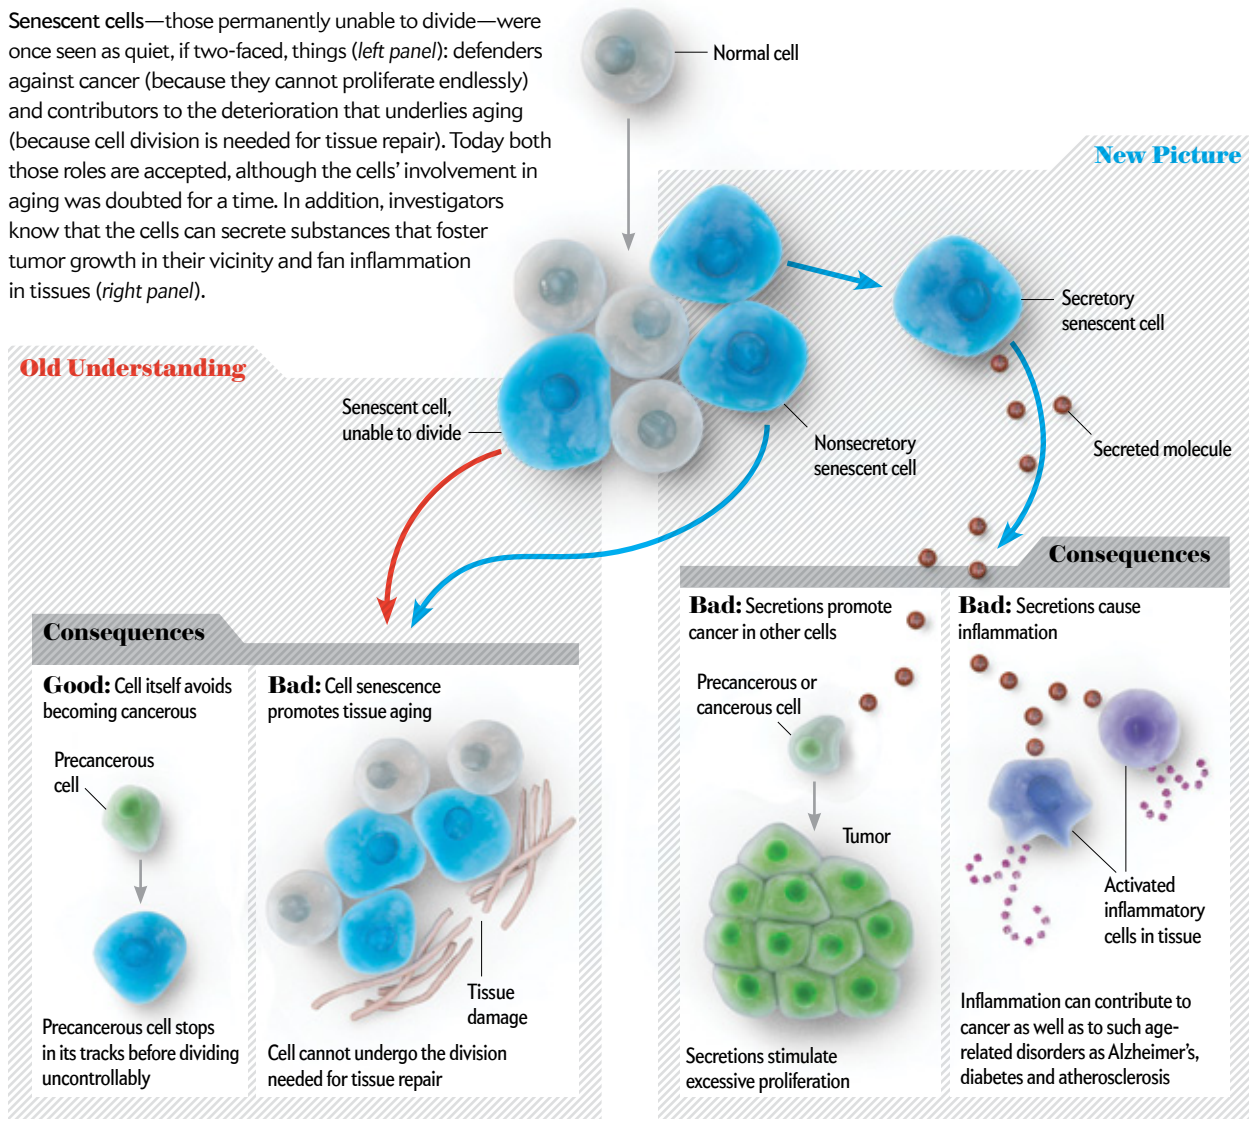 Senescent cells—those permanently unable to divide—were
once seen as quiet, if two-faced, things (left panel): defenders
against cancer (because they cannot proliferate endlessly)
and contributors to the deterioration that underlies aging
(because cell division is needed for tissue repair). Today both
those roles are accepted, although the cells’ involvement in
aging was doubted for a time. In addition, investigators
know that the cells can secrete substances that foster
tumor growth in their vicinity and fan inflammation
in tissues (right panel).
Normal cell
New Picture
Secretory
senescent cell
Old Understanding
Senescent cell,
unable to divide
Nonsecretory
senescent cell
Secreted molecule
Consequences
Good: Cell itself avoids
becoming cancerous
Precancerous
cell
Precancerous cell stops
in its tracks before dividing
uncontrollably
Bad: Cell senescence
promotes tissue aging
Tissue
damage
Cell cannot undergo the division
needed for tissue repair
Consequences
Bad: Secretions promote
cancer in other cells
Precancerous or
cancerous cell
Tumor
Secretions stimulate
excessive proliferation
Bad: Secretions cause
inflammation
Activated
inflammatory
cells in tissue
Inflammation can contribute to
cancer as well as to such age-
related disorders as Alzheimer’s,
diabetes and atherosclerosis